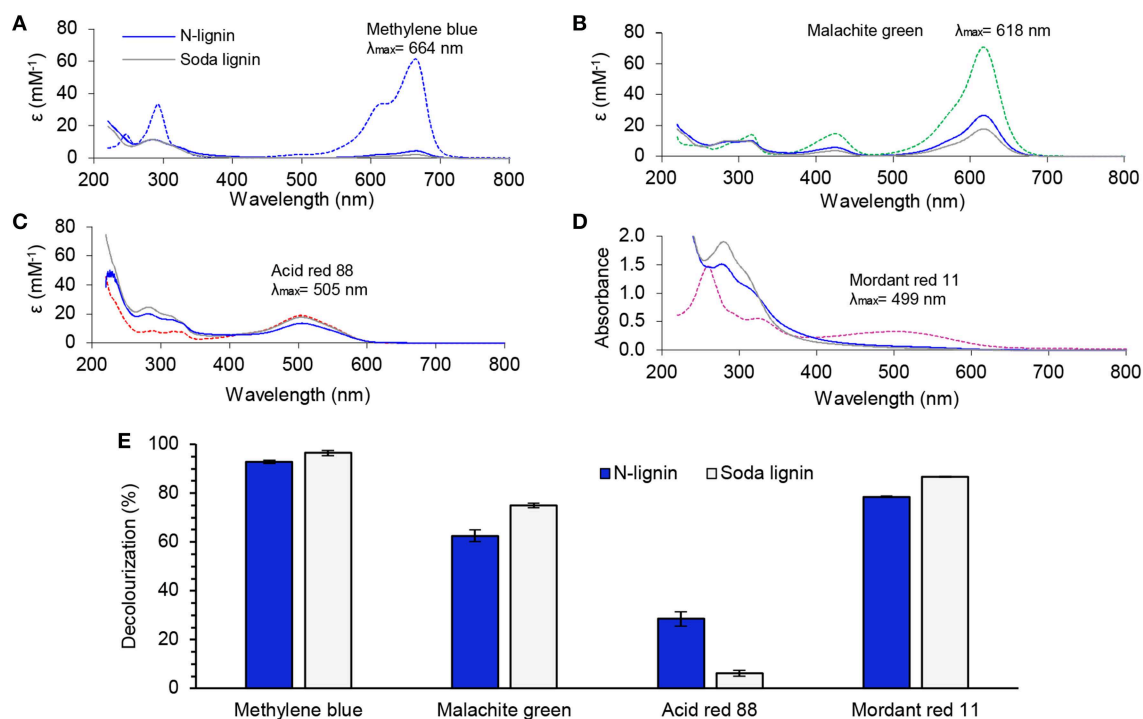 A
ε (mM⁻¹)
80
60
40
20
0
N-lignin
Soda lignin
Methylene blue
λmax= 664 nm
200 300 400 500 600 700 800
Wavelength (nm)
B
ε (mM⁻¹)
80
60
40
20
0
Malachite green λmax= 618 nm
200 300 400 500 600 700 800
Wavelength (nm)
C
ε (mM⁻¹)
80
60
40
20
0
Acid red 88
λmax= 505 nm
200 300 400 500 600 700 800
Wavelength (nm)
D
Absorbance
2.0
1.5
1.0
0.5
0.0
Mordant red 11
λmax= 499 nm
200 300 400 500 600 700 800
Wavelength (nm)
E
Decolourization (%)
100
80
60
40
20
0
N-lignin Soda lignin
Methylene blue Malachite green Acid red 88 Mordant red 11